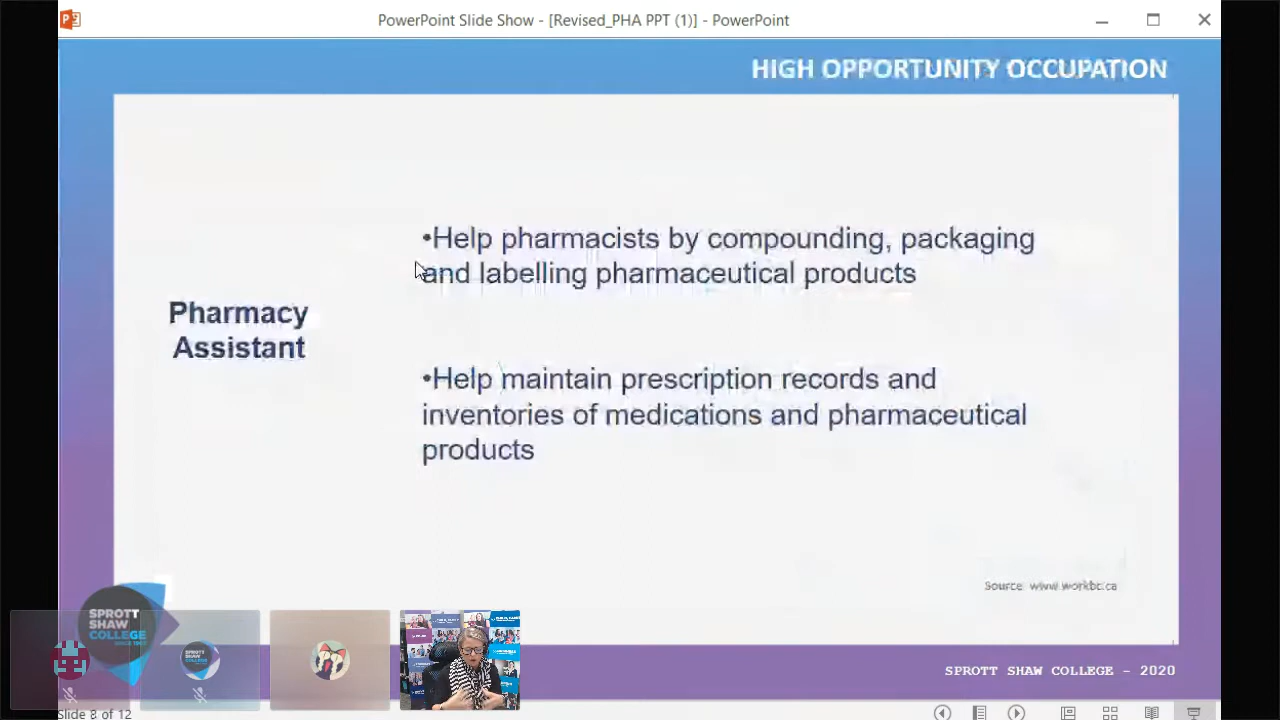 PowerPoint Slide Show - [Revised_PHA PPT (1)] - PowerPoint
HIGH OPPORTUNITY OCCUPATION
•Help pharmacists by compounding, packaging
and labelling pharmaceutical products
Pharmacy
Assistant
•Help maintain prescription records and
inventories of medications and pharmaceutical
products
Source: www.workbc.ca
SPROTT
SHAW
COLLEGE
SINCE 1903
SPROTT SHAW COLLEGE - 2020
Slide 8 of 12